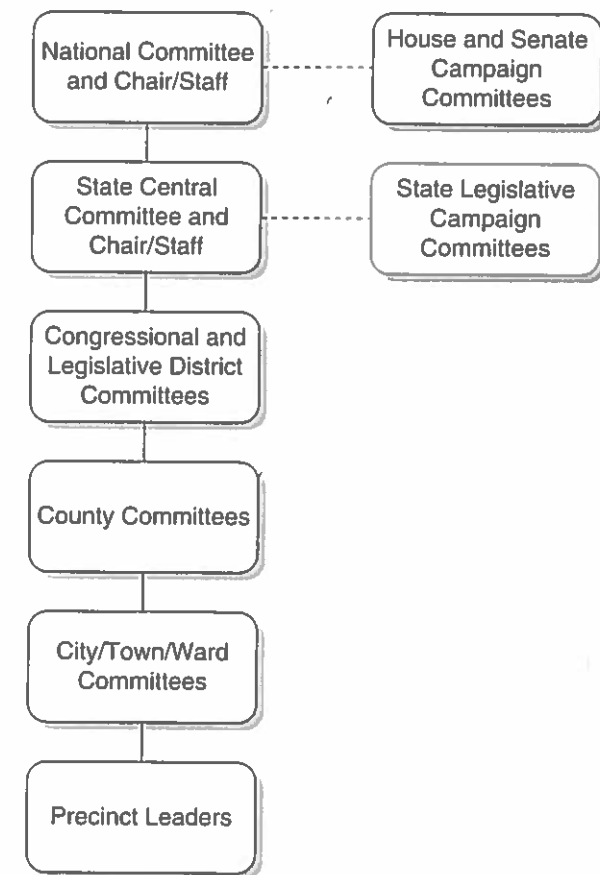 National Committee
and Chair/Staff
House and Senate
Campaign
Committees
State Central
Committee and
Chair/Staff
State Legislative
Campaign
Committees
Congressional and
Legislative District
Committees
County Committees
City/Town/Ward
Committees
Precinct Leaders